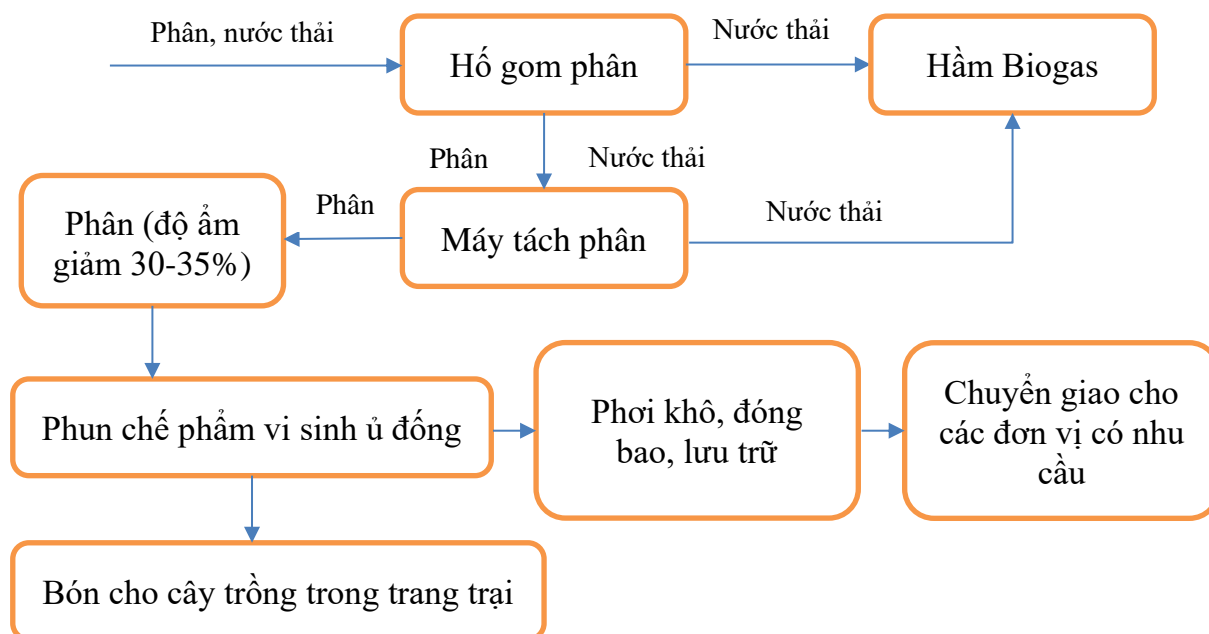 Phân, nước thải
Hố gom phân
Nước thải
Hầm Biogas
Phân
Nước thải
Phân (độ ẩm
giảm 30-35%)
Phân
Máy tách phân
Nước thải
Phun chế phẩm vi sinh ủ đống
Phơi khô, đóng
bao, lưu trữ
Chuyển giao cho
các đơn vị có nhu
cầu
Bón cho cây trồng trong trang trại